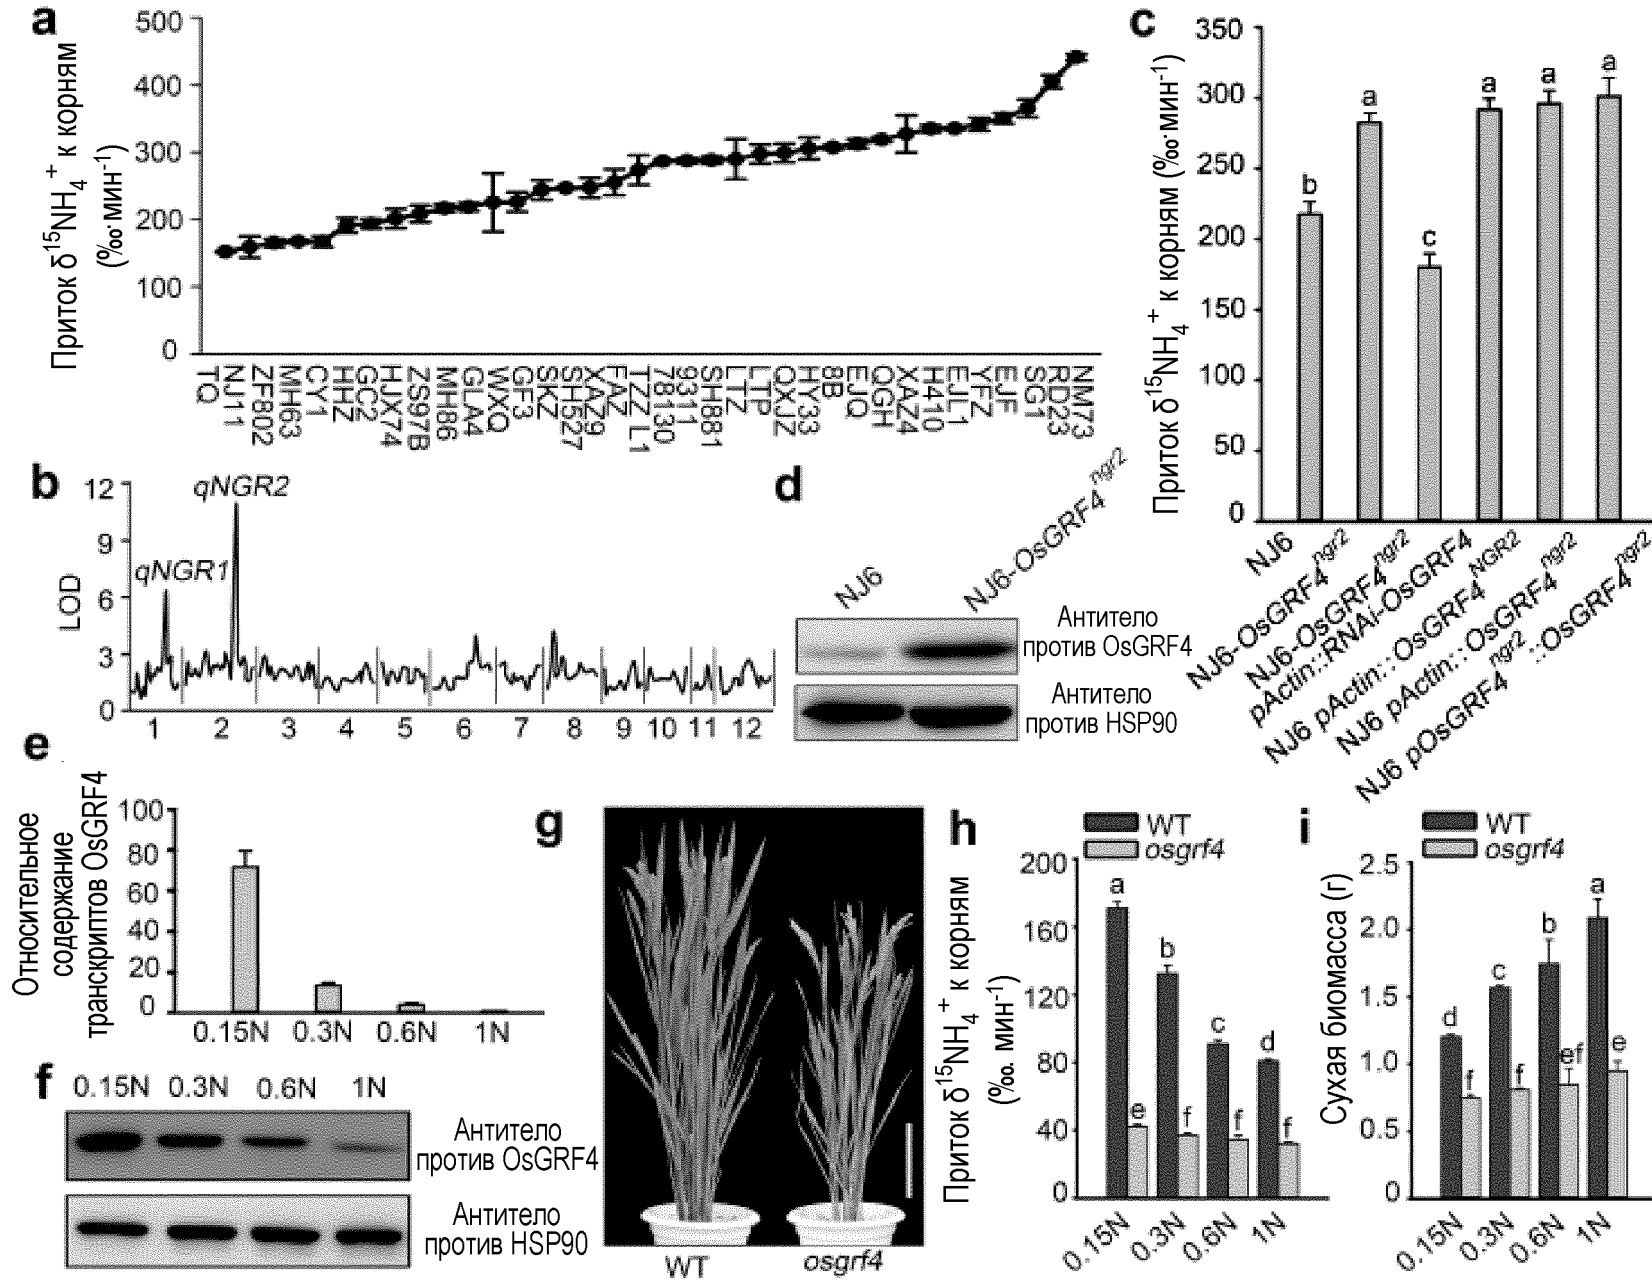 a
Приток δ¹⁵NH₄⁺ к корням
(‰·мин⁻¹)
500
400
300
200
100
0
TQ
NJ11
ZF802
MH63
CY1
HHZ
GC2
HJX74
ZS97B
MH86
GLA4
WXQ
GF3
SKZ
SH527
XAZ9
FAZ
TZZ L1
78130
9311
SH881
LTZ
LTP
QXJZ
HY33
8B
EJQ
QGH
XAZ4
H410
EJL1
YFZ
EJF
SG1
RD23
NM73
b
LOD
12
9
6
3
0
qNGR1
qNGR2
1 2 3 4 5 6 7 8 9 10 11 12
c
Приток δ¹⁵NH₄⁺ к корням (‰·мин⁻¹)
350
300
250
200
150
100
50
0
b a c a a a
NJ6
NJ6-OsGRF4ⁿᵍʳ²
NJ6-OsGRF4ⁿᵍʳ²
pActin::RNAi-OsGRF4
NJ6 pActin::OsGRF4ᴺᴳᴿ²
NJ6 pActin::OsGRF4ⁿᵍʳ²
NJ6 pOsGRF4ⁿᵍʳ²::OsGRF4ⁿᵍʳ²
d
NJ6
NJ6-OsGRF4ⁿᵍʳ²
Антитело
против OsGRF4
Антитело
против HSP90
e
Относительное
содержание
транскриптов OsGRF4
100
80
60
40
20
0
0.15N 0.3N 0.6N 1N
f
0.15N 0.3N 0.6N 1N
Антитело
против OsGRF4
Антитело
против HSP90
g
WT osgrf4
h
WT
osgrf4
Приток δ¹⁵NH₄⁺ к корням
(‰. мин⁻¹)
200
160
120
80
40
0
a b c d
e f f f
0.15N 0.3N 0.6N 1N
i
WT
osgrf4
Сухая биомасса (г)
2.5
2.0
1.5
1.0
0.5
0
d c b a
f f ef e
0.15N 0.3N 0.6N 1N